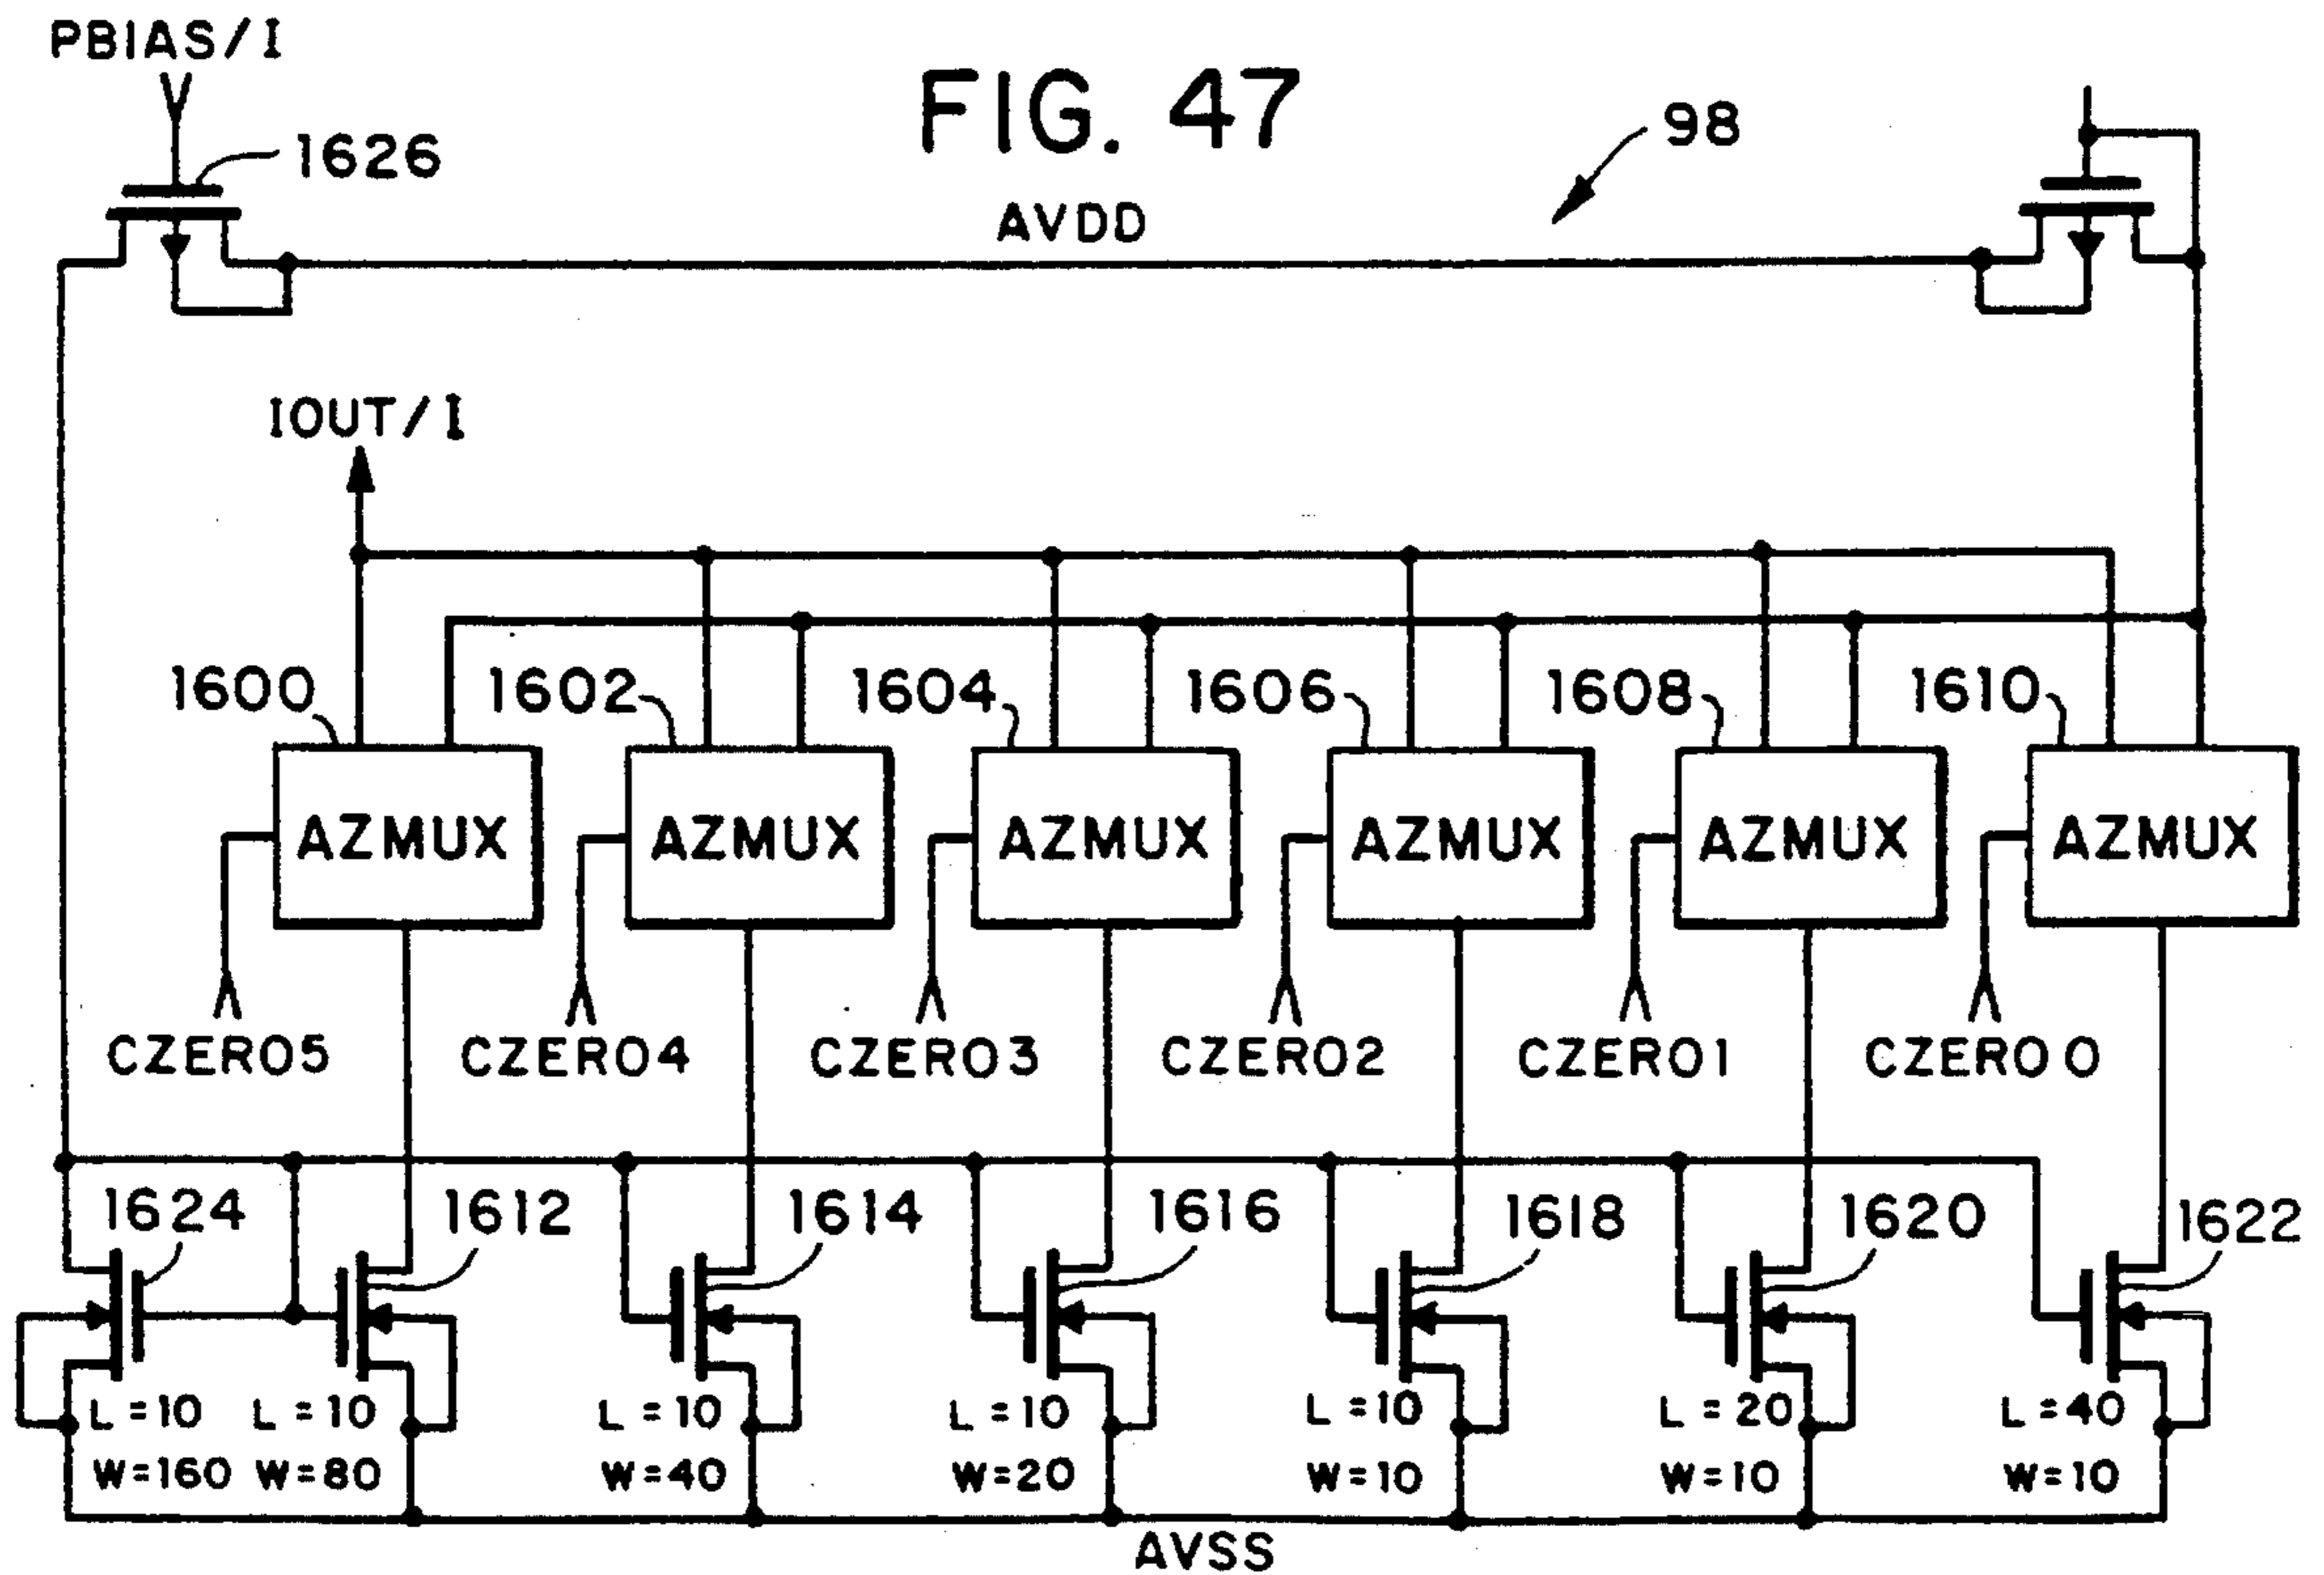 PBIAS/I
FIG. 47
98
1626
AVDD
IOUT/I
1600 1602 1604 1606 1608 1610
AZMUX AZMUX AZMUX AZMUX AZMUX AZMUX
CZERO5 CZERO4 CZERO3 CZERO2 CZERO1 CZERO0
1624 1612 1614 1616 1618 1620 1622
L=10 L=10 L=10 L=10 L=10 L=20 L=40
W=160 W=80 W=40 W=20 W=10 W=10 W=10
AVSS